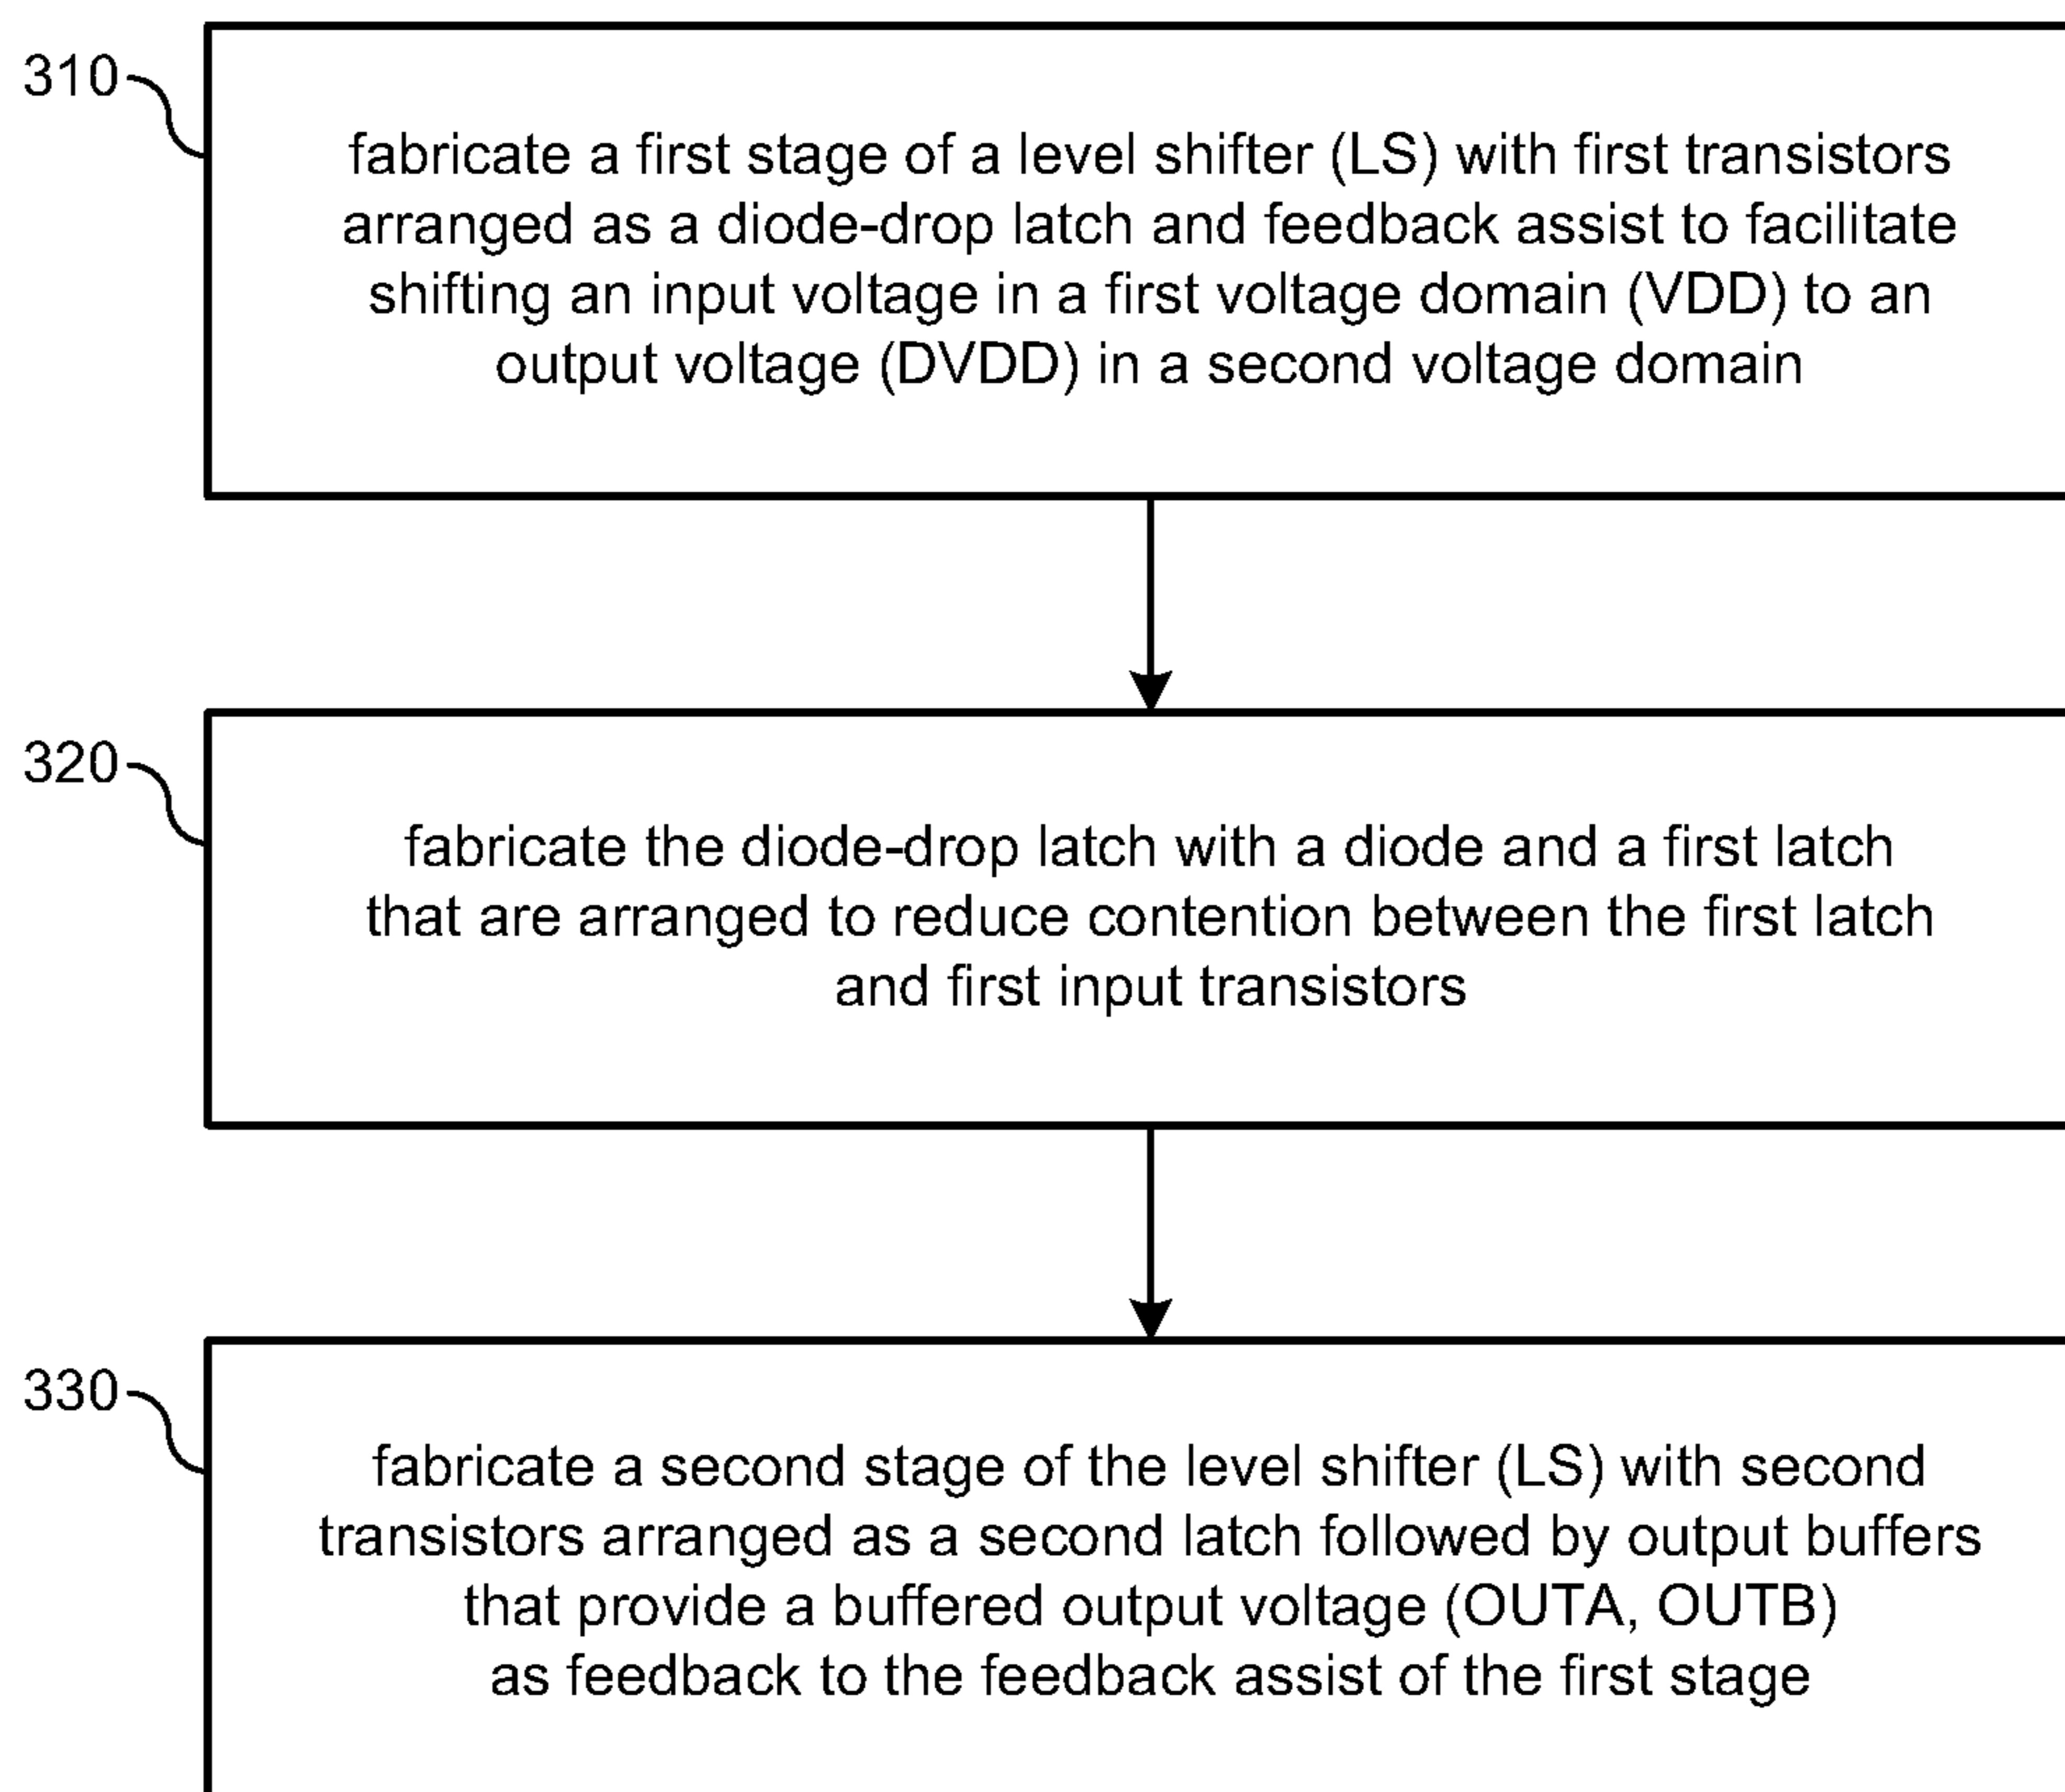 310
fabricate a first stage of a level shifter (LS) with first transistors
arranged as a diode-drop latch and feedback assist to facilitate
shifting an input voltage in a first voltage domain (VDD) to an
output voltage (DVDD) in a second voltage domain
320
fabricate the diode-drop latch with a diode and a first latch
that are arranged to reduce contention between the first latch
and first input transistors
330
fabricate a second stage of the level shifter (LS) with second
transistors arranged as a second latch followed by output buffers
that provide a buffered output voltage (OUTA, OUTB)
as feedback to the feedback assist of the first stage